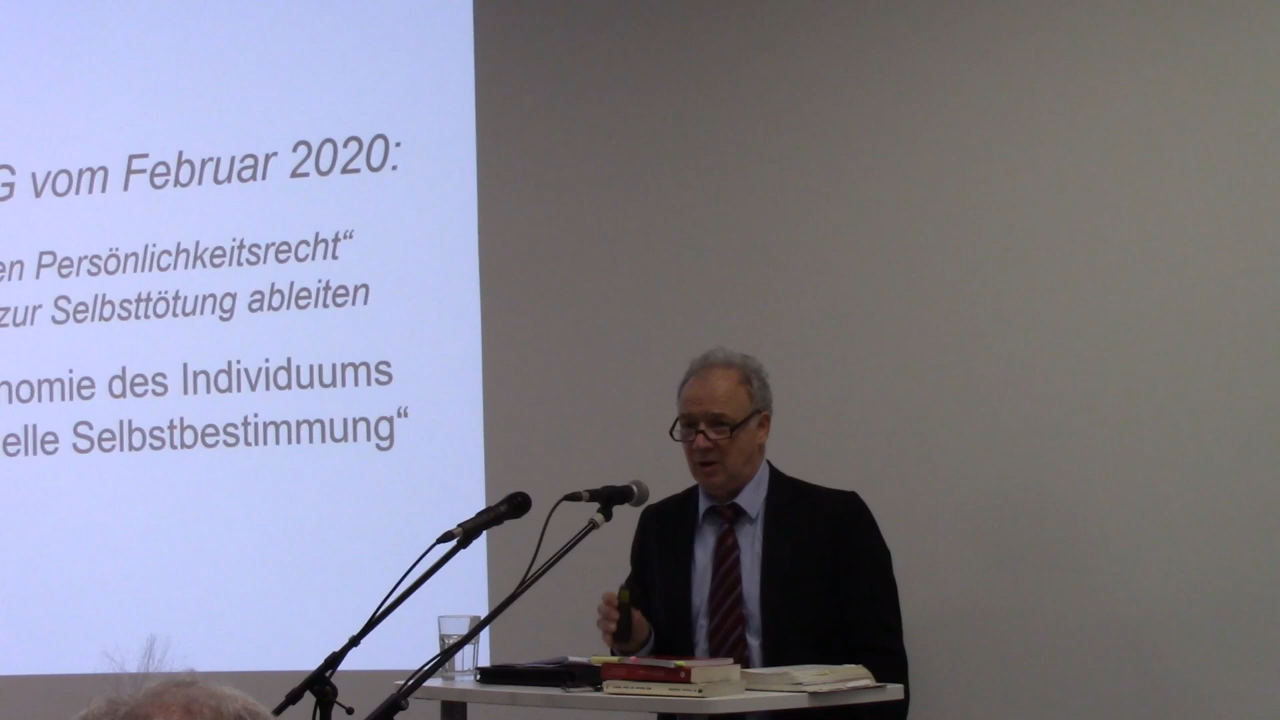 G vom Februar 2020:
en Persönlichkeitsrecht“
zur Selbsttötung ableiten
nomie des Individuums
elle Selbstbestimmung“